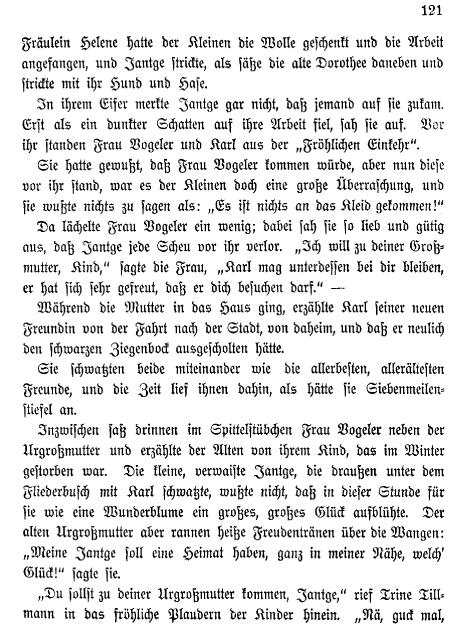 121
Fräulein Helene hatte der Kleinen die Wolle geschenkt und die Arbeit
angefangen, und Jantge strickte, als säße die alte Dorothee daneben und
strickte mit ihr Hund und Hase.
In ihrem Eifer merkte Jantge gar nicht, daß jemand auf sie zukam.
Erst als ein dunkler Schatten auf ihre Arbeit fiel, sah sie auf. Vor
ihr standen Frau Vogeler und Karl aus der „Fröhlichen Einkehr“.
Sie hatte gewußt, daß Frau Vogeler kommen würde, aber nun diese
vor ihr stand, war es der Kleinen doch eine große Überraschung, und
sie wußte nichts zu sagen als: „Es ist nichts an das Kleid gekommen!“
Da lächelte Frau Vogeler ein wenig; dabei sah sie so lieb und gütig
aus, daß Jantge jede Scheu vor ihr verlor. „Ich will zu deiner Groß-
mutter, Kind,“ sagte die Frau, „Karl mag unterdessen bei dir bleiben,
er hat sich sehr gefreut, daß er dich besuchen darf.“ —
Während die Mutter in das Haus ging, erzählte Karl seiner neuen
Freundin von der Fahrt nach der Stadt, von daheim, und daß er neulich
den schwarzen Ziegenbock ausgescholten hätte.
Sie schwatzten beide miteinander wie die allerbesten, allerältesten
Freunde, und die Zeit lief ihnen dahin, als hätte sie Siebenmeilen-
stiefel an.
Inzwischen saß drinnen im Spittelstübchen Frau Vogeler neben der
Urgroßmutter und erzählte der Alten von ihrem Kind, das im Winter
gestorben war. Die kleine, verwaiste Jantge, die draußen unter dem
Fliederbusch mit Karl schwatzte, wußte nicht, daß in dieser Stunde für
sie wie eine Wunderblume ein großes, großes Glück aufblühte. Der
alten Urgroßmutter aber rannen heiße Freudentränen über die Wangen:
„Meine Jantge soll eine Heimat haben, ganz in meiner Nähe, welch’
Glück!“ sagte sie.
„Du sollst zu deiner Urgroßmutter kommen, Jantge,“ rief Trine Till-
mann in das fröhliche Plaudern der Kinder hinein. „Nä, guck mal,